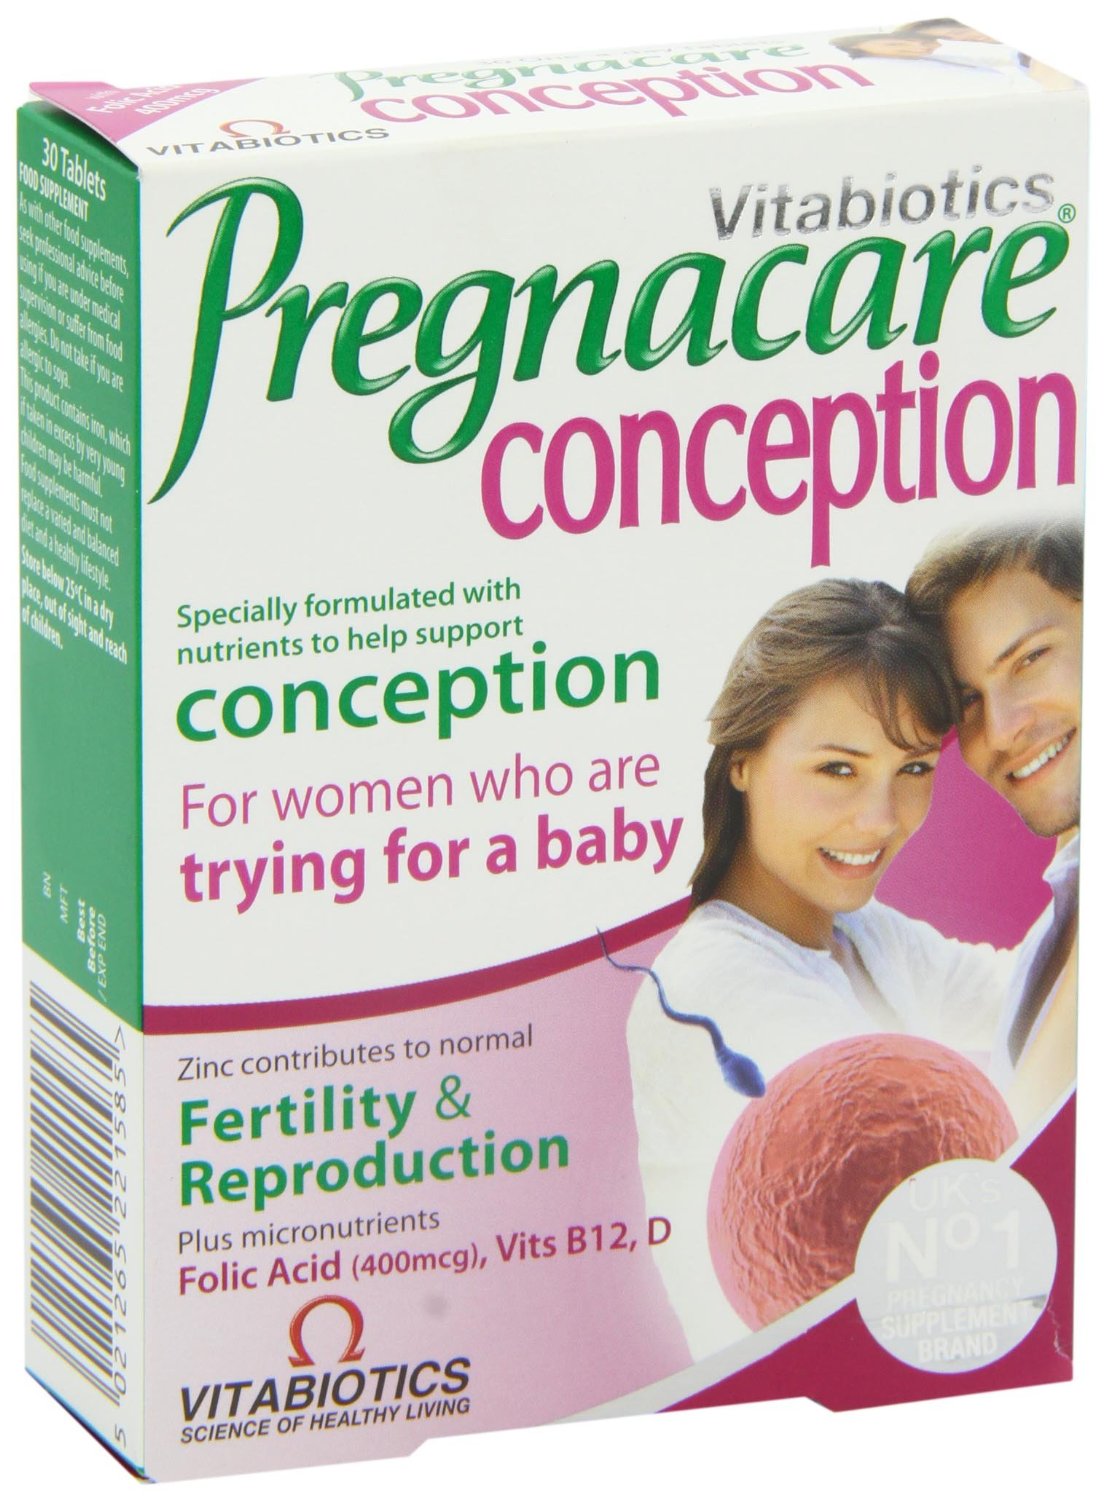 Pregnacare
conception
Folic Acid
400mcg
VITABIOTICS
30 Tablets
FOOD SUPPLEMENT
As with other food supplements,
seek professional advice before
using if you are under medical
supervision or suffer from food
allergies. Do not take if you are
allergic to soya.
This product contains iron, which
if taken in excess by very young
children may be harmful.
Food supplements must not
replace a varied and balanced
diet and a healthy lifestyle.
Store below 25°C in a dry
place, out of sight and reach
of children.
BN
MFT
Best
Before
/ EXP END
5 021265 221585 >
Vitabiotics
Pregnacare®
conception
Specially formulated with
nutrients to help support
conception
For women who are
trying for a baby
Zinc contributes to normal
Fertility &
Reproduction
Plus micronutrients
Folic Acid (400mcg), Vits B12, D
VITABIOTICS
SCIENCE OF HEALTHY LIVING
UK's
Nº1
PREGNANCY
SUPPLEMENT
BRAND